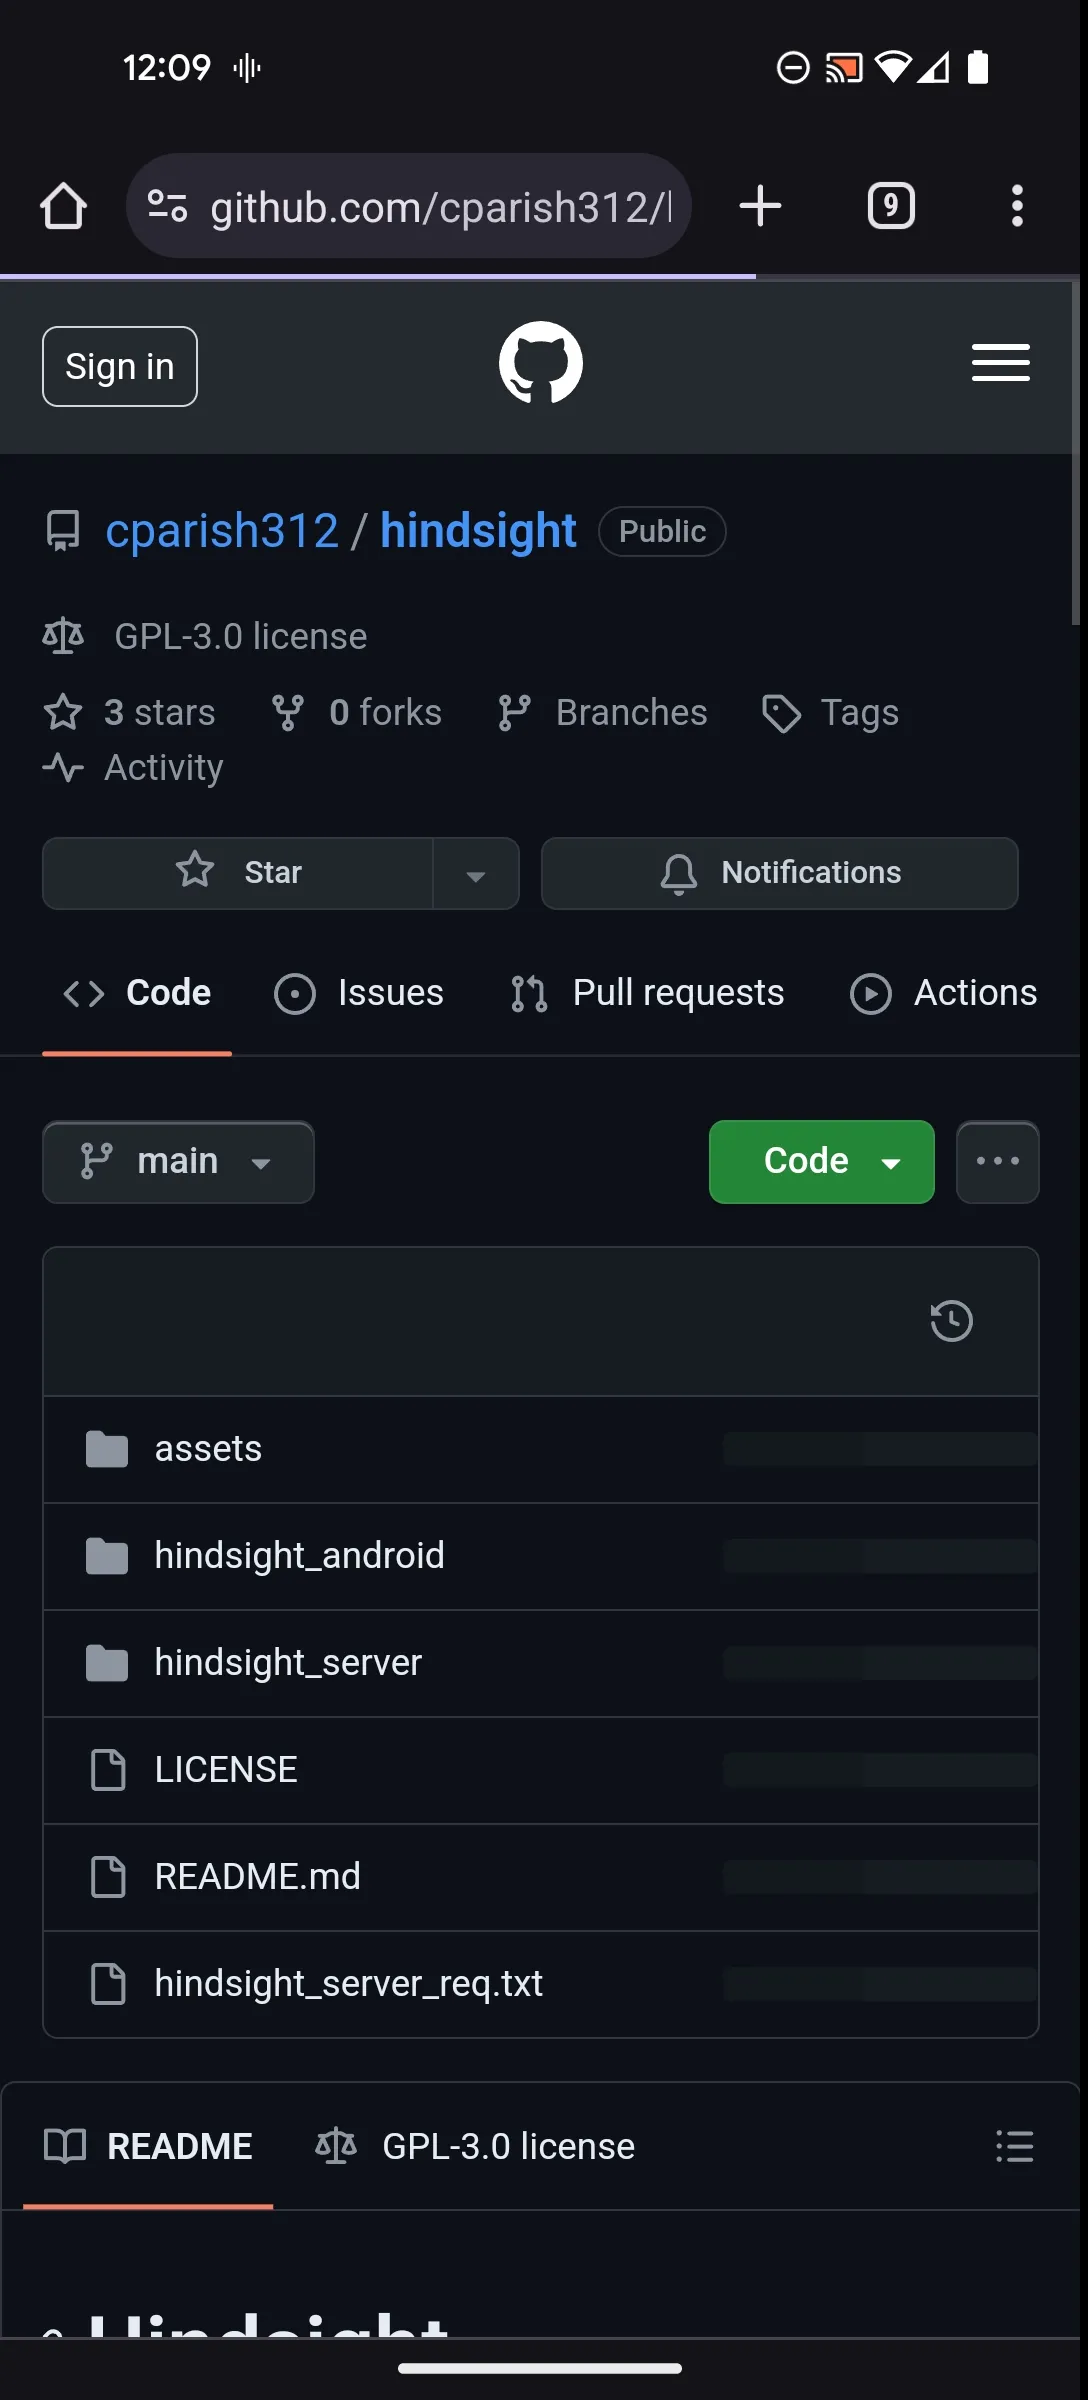 12:09
github.com/cparish312/
9
Sign in
cparish312 / hindsight Public
GPL-3.0 license
3 stars 0 forks Branches Tags
Activity
Star Notifications
Code Issues Pull requests Actions
main Code
assets
hindsight_android
hindsight_server
LICENSE
README.md
hindsight_server_req.txt
README GPL-3.0 license
Hindsight